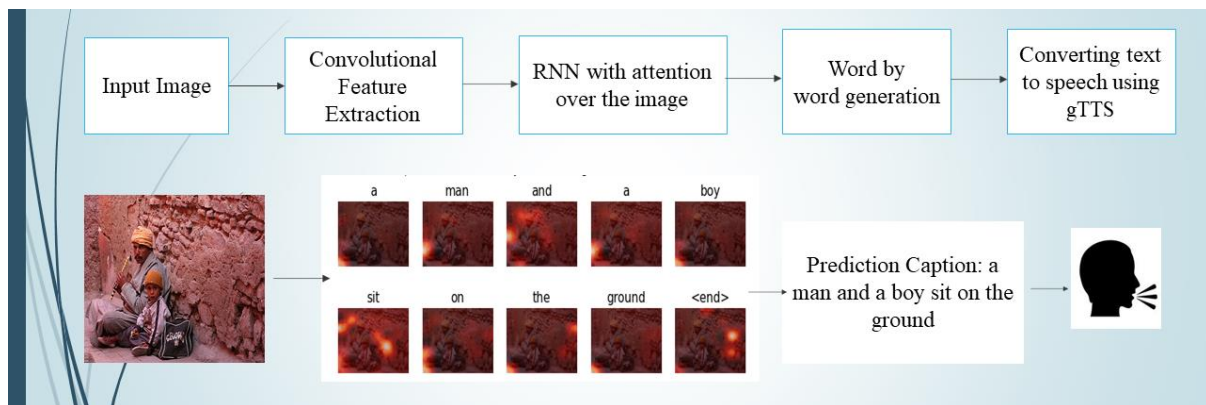 Input Image
Convolutional
Feature
Extraction
RNN with attention
over the image
Word by
word generation
Converting text
to speech using
gTTS
a man and a boy
sit on the ground <end>
Prediction Caption: a
man and a boy sit on the
ground